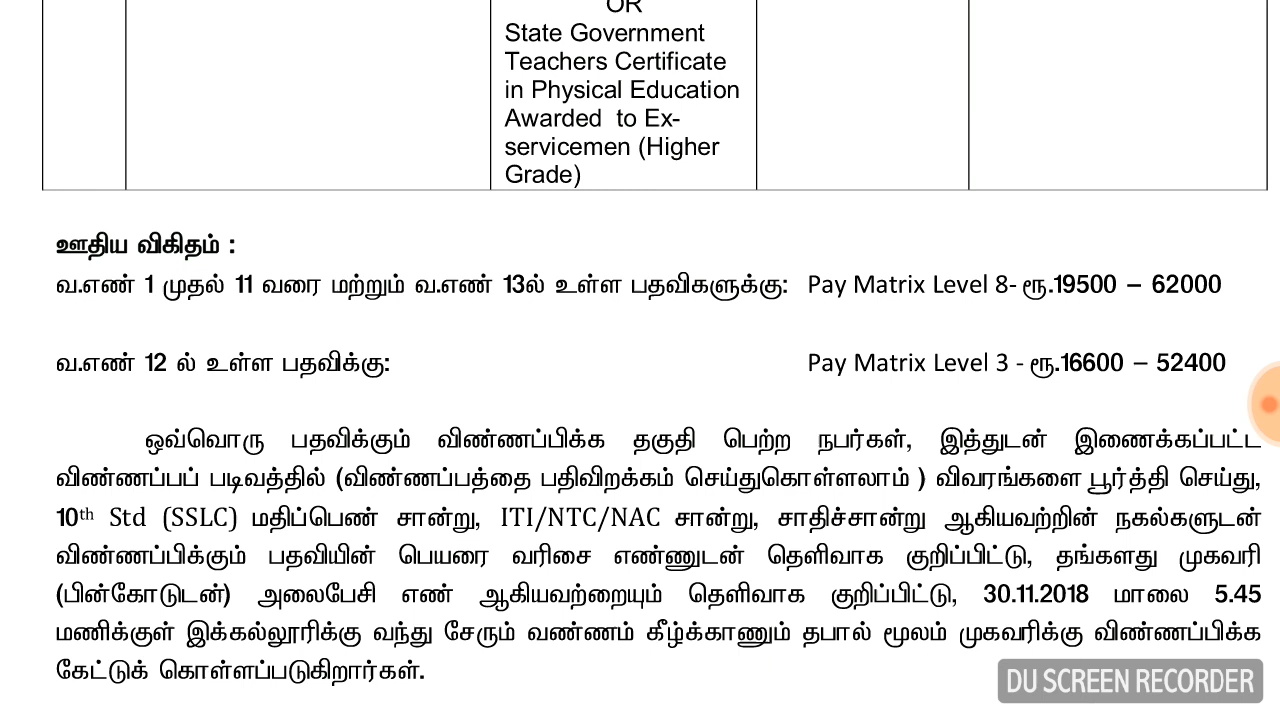 OR
State Government
Teachers Certificate
in Physical Education
Awarded to Ex-
servicemen (Higher
Grade)
ஊதிய விகிதம் :
வ.எண் 1 முதல் 11 வரை மற்றும் வ.எண் 13ல் உள்ள பதவிகளுக்கு: Pay Matrix Level 8- ரூ.19500 – 62000
வ.எண் 12 ல் உள்ள பதவிக்கு: Pay Matrix Level 3 - ரூ.16600 – 52400
ஒவ்வொரு பதவிக்கும் விண்ணப்பிக்க தகுதி பெற்ற நபர்கள், இத்துடன் இணைக்கப்பட்ட
விண்ணப்பப் படிவத்தில் (விண்ணப்பத்தை பதிவிறக்கம் செய்துகொள்ளலாம் ) விவரங்களை பூர்த்தி செய்து,
10th Std (SSLC) மதிப்பெண் சான்று, ITI/NTC/NAC சான்று, சாதிச்சான்று ஆகியவற்றின் நகல்களுடன்
விண்ணப்பிக்கும் பதவியின் பெயரை வரிசை எண்ணுடன் தெளிவாக குறிப்பிட்டு, தங்களது முகவரி
(பின்கோடுடன்) அலைபேசி எண் ஆகியவற்றையும் தெளிவாக குறிப்பிட்டு, 30.11.2018 மாலை 5.45
மணிக்குள் இக்கல்லூரிக்கு வந்து சேரும் வண்ணம் கீழ்க்காணும் தபால் மூலம் முகவரிக்கு விண்ணப்பிக்க
கேட்டுக் கொள்ளப்படுகிறார்கள்.
DU SCREEN RECORDER